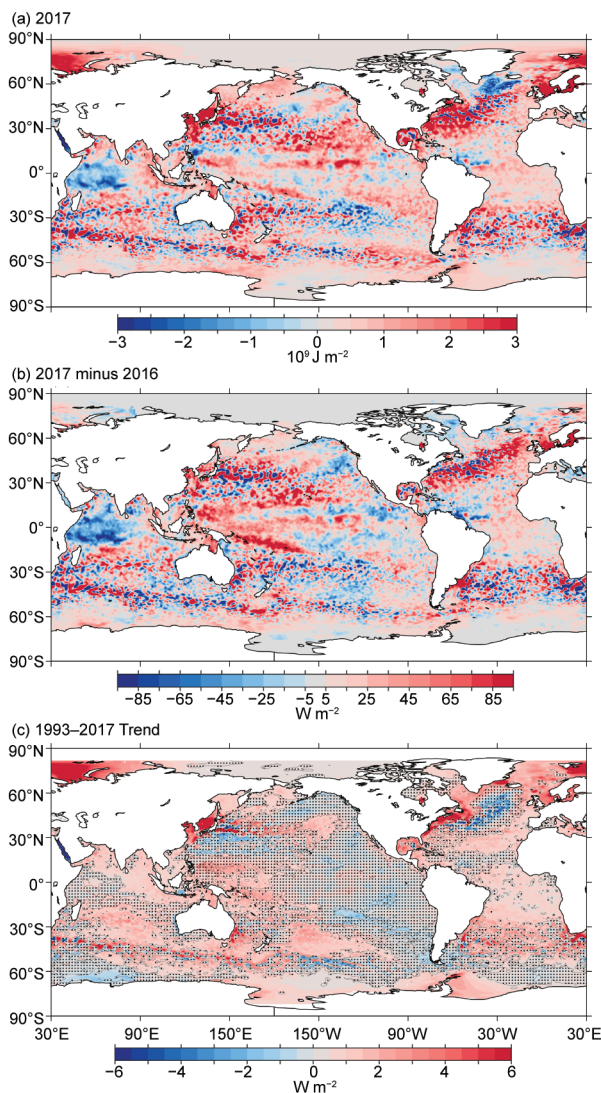 (a) 2017
90°N
60°N
30°N
0°
30°S
60°S
90°S
−3 −2 −1 0 1 2 3
10⁹ J m⁻²
(b) 2017 minus 2016
90°N
60°N
30°N
0°
30°S
60°S
90°S
−85 −65 −45 −25 −5 5 25 45 65 85
W m⁻²
(c) 1993–2017 Trend
90°N
60°N
30°N
0°
30°S
60°S
90°S
30°E 90°E 150°E 150°W 90°W 30°W 30°E
−6 −4 −2 0 2 4 6
W m⁻²